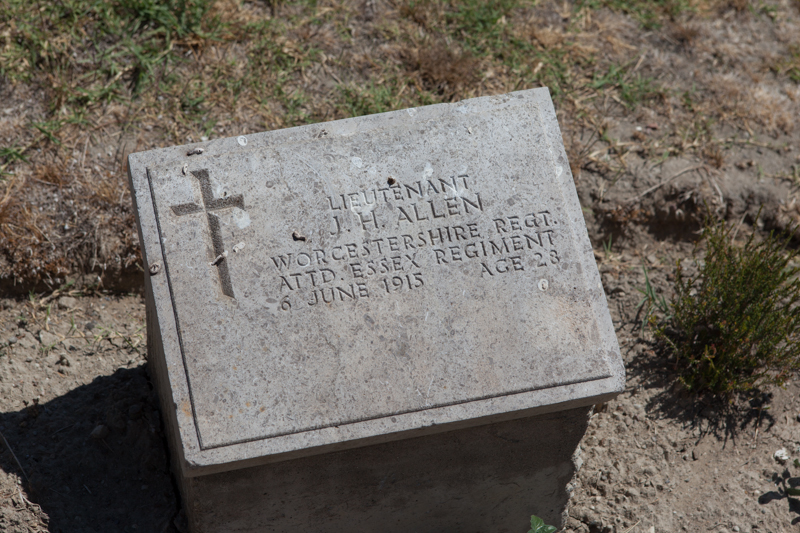 LIEUTENANT
J. H. ALLEN
WORCESTERSHIRE REGT.
ATTD. ESSEX REGIMENT
6 JUNE 1915 AGE 28